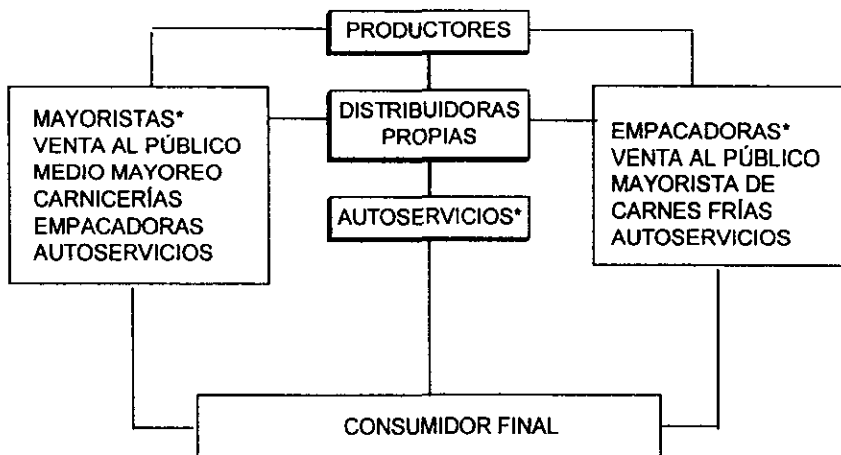 PRODUCTORES
MAYORISTAS*
VENTA AL PÚBLICO
MEDIO MAYOREO
CARNICERÍAS
EMPACADORAS
AUTOSERVICIOS
DISTRIBUIDORAS
PROPIAS
AUTOSERVICIOS*
EMPACADORAS*
VENTA AL PÚBLICO
MAYORISTA DE
CARNES FRÍAS
AUTOSERVICIOS
CONSUMIDOR FINAL